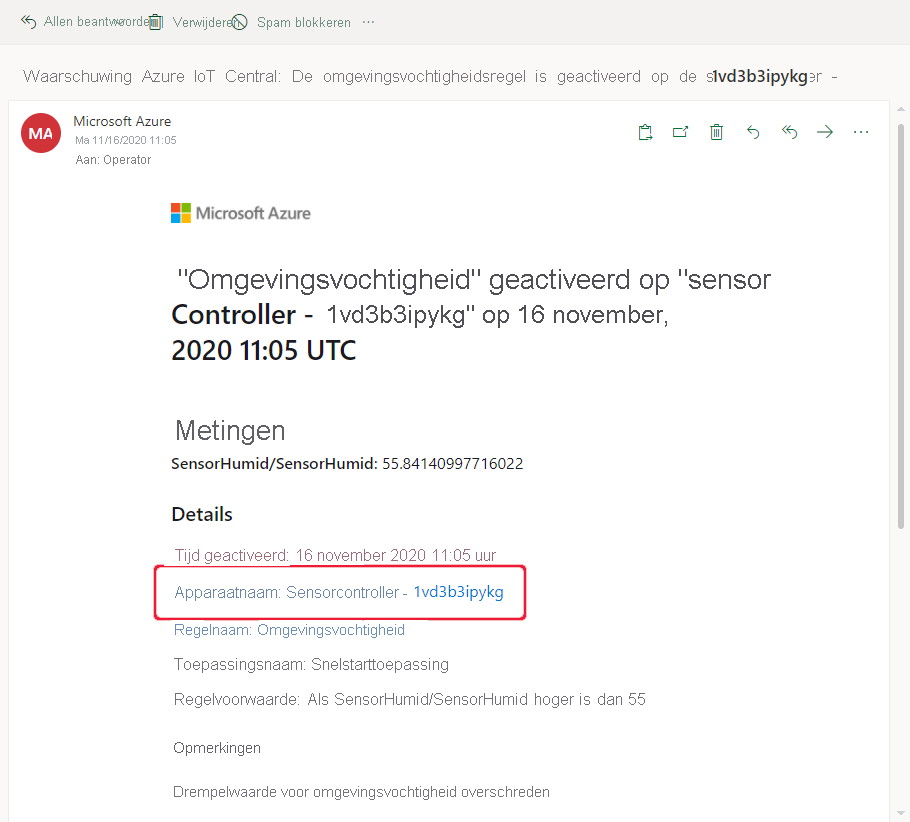 Allen beantwoorden Verwijderen Spam blokkeren ···
Waarschuwing Azure IoT Central: De omgevingsvochtigheidsregel is geactiveerd op de 1vd3b3ipykg -
MA
Microsoft Azure
Ma 11/16/2020 11:05
Aan: Operator
Microsoft Azure
"Omgevingsvochtigheid" geactiveerd op "sensor
Controller - 1vd3b3ipykg" op 16 november,
2020 11:05 UTC
Metingen
SensorHumid/SensorHumid: 55.84140997716022
Details
Tijd geactiveerd: 16 november 2020 11:05 uur
Apparaatnaam: Sensorcontroller - 1vd3b3ipykg
Regelnaam: Omgevingsvochtigheid
Toepassingsnaam: Snelstarttoepassing
Regelvoorwaarde: Als SensorHumid/SensorHumid hoger is dan 55
Opmerkingen
Drempelwaarde voor omgevingsvochtigheid overschreden